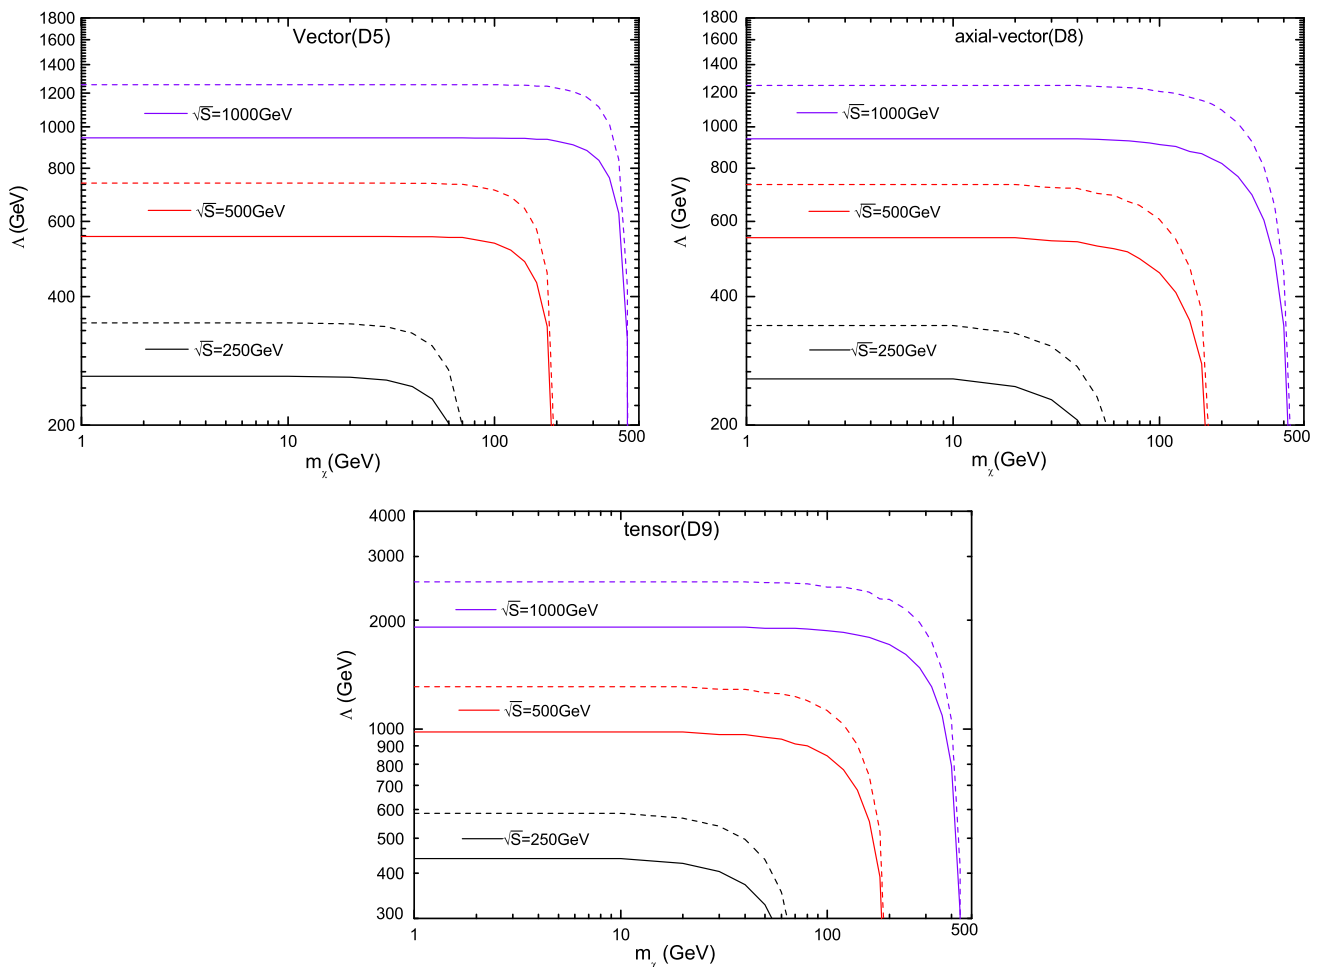 Vector(D5)
1800
1600
1400
1200
1000
800
600
400
200
Λ (GeV)
√S=1000GeV
√S=500GeV
√S=250GeV
1
10
100
500
mχ(GeV)
axial-vector(D8)
1800
1600
1400
1200
1000
800
600
400
200
Λ (GeV)
√S=1000GeV
√S=500GeV
√S=250GeV
1
10
100
500
mχ(GeV)
tensor(D9)
4000
3000
2000
1000
900
800
700
600
500
400
300
Λ (GeV)
√S=1000GeV
√S=500GeV
√S=250GeV
1
10
100
500
mχ(GeV)